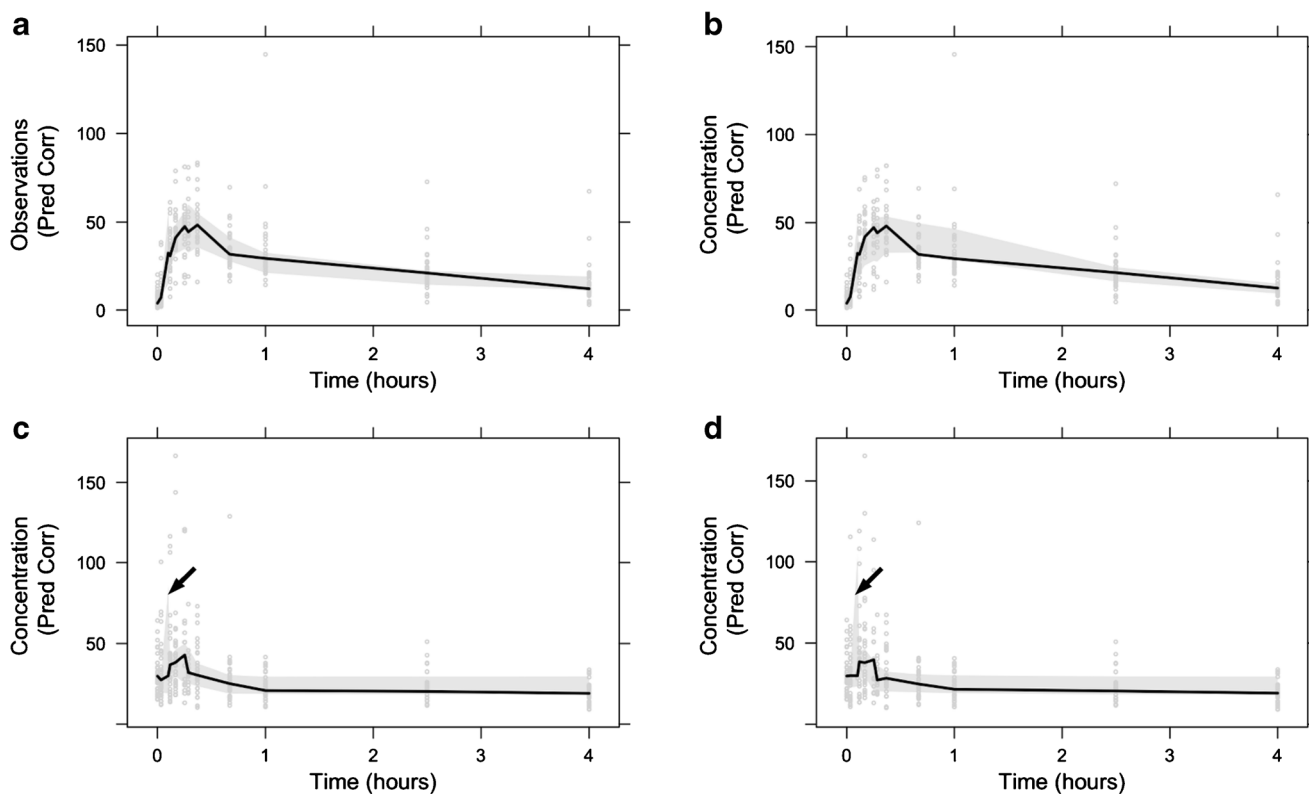 a
150
100
50
0
Observations
(Pred Corr)
0 1 2 3 4
Time (hours)
b
150
100
50
0
Concentration
(Pred Corr)
0 1 2 3 4
Time (hours)
c
150
100
50
Concentration
(Pred Corr)
0 1 2 3 4
Time (hours)
d
150
100
50
Concentration
(Pred Corr)
0 1 2 3 4
Time (hours)